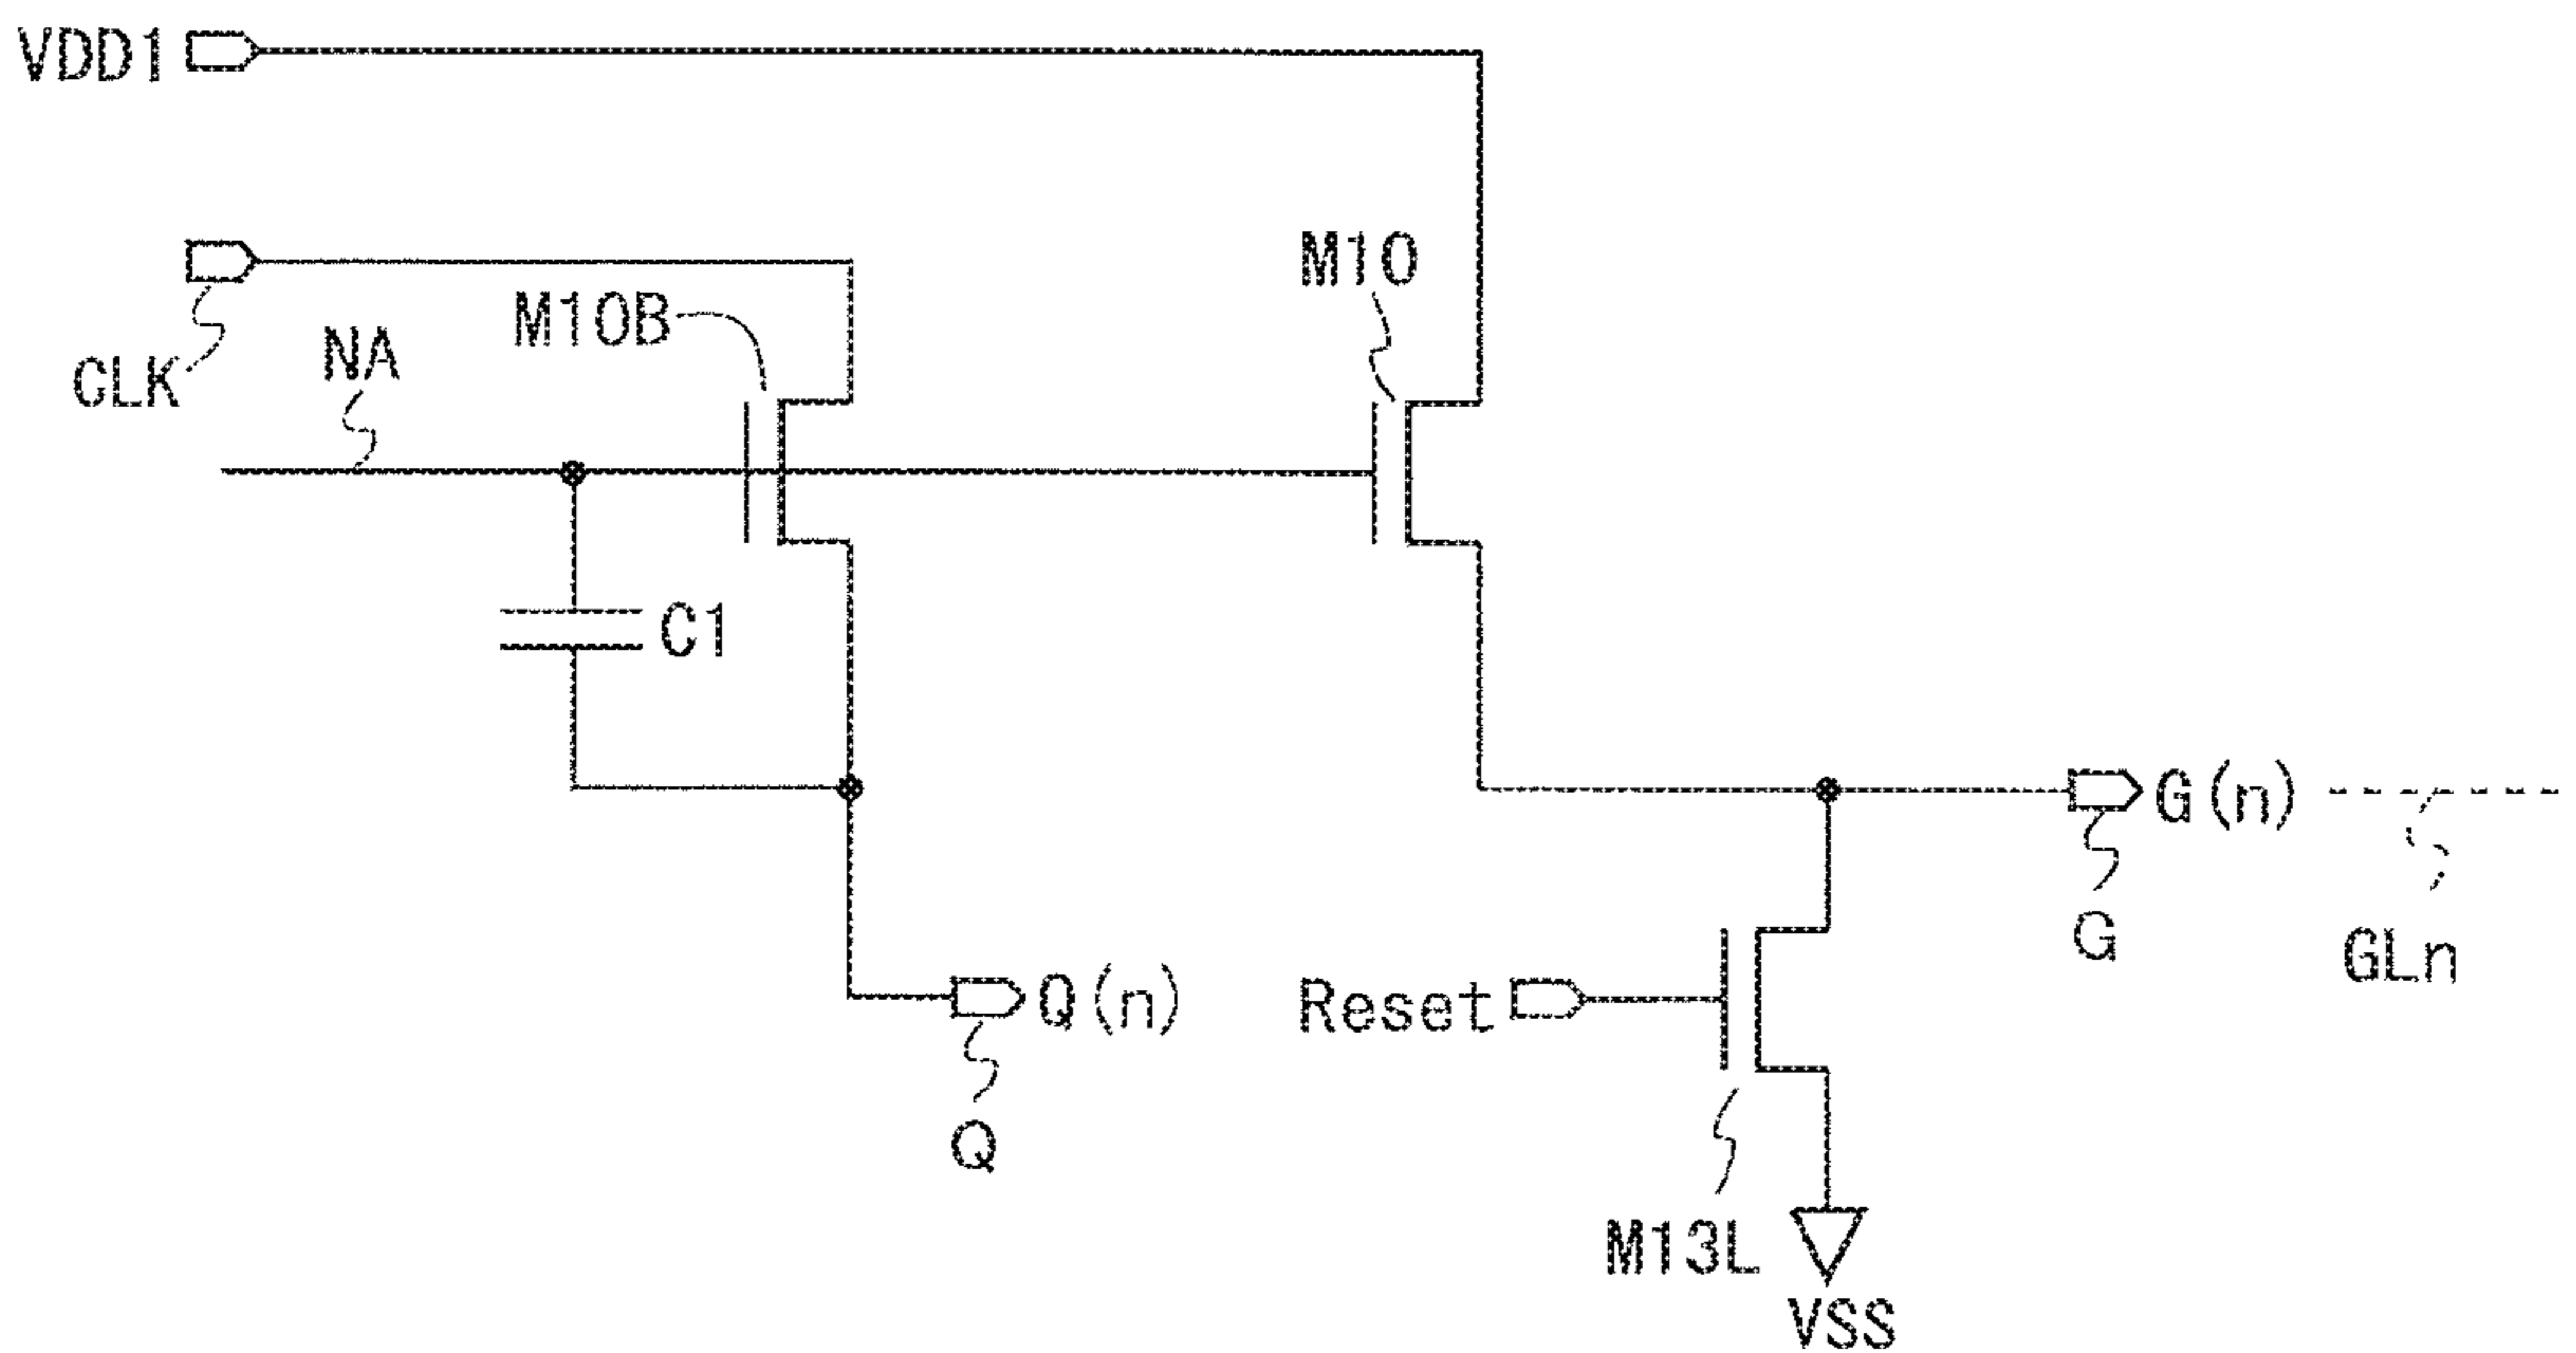 VDD1
M10
M10B
NA
CLK
C1
G(n)
G
GLn
Q(n)
Reset
Q
M13L
VSS